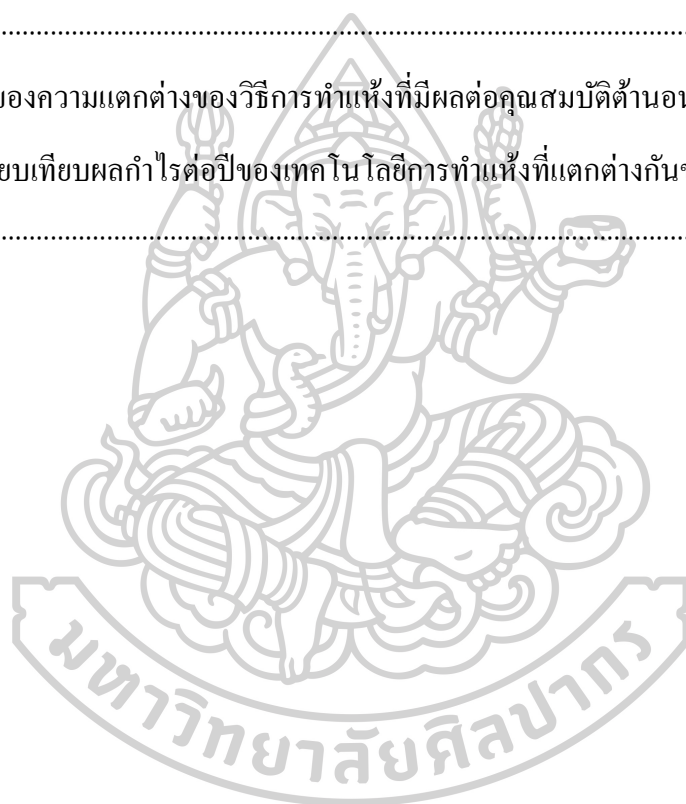 ................................................................................................
ของความแตกต่างของวิธีการทำแห้งที่มีผลต่อคุณสมบัติต้านอน
ยบเทียบผลกำไรต่อปีของเทคโนโลยีการทำแห้งที่แตกต่างกัน
................................................................................................
มหาวิทยาลัยศิลปากร